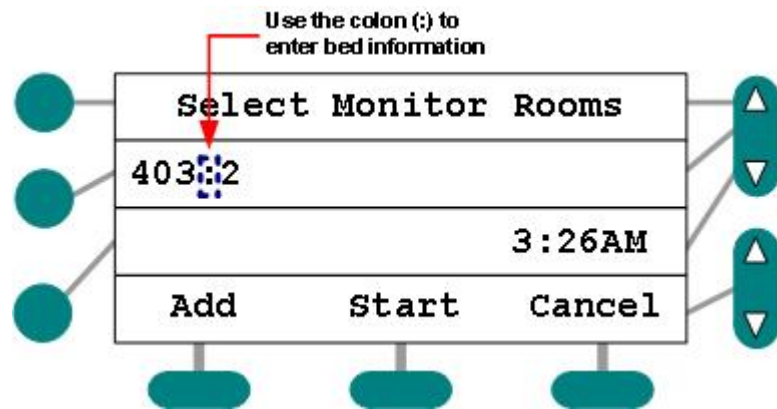 Use the colon (:) to
enter bed information
Select Monitor Rooms
403:2
3:26AM
Add Start Cancel